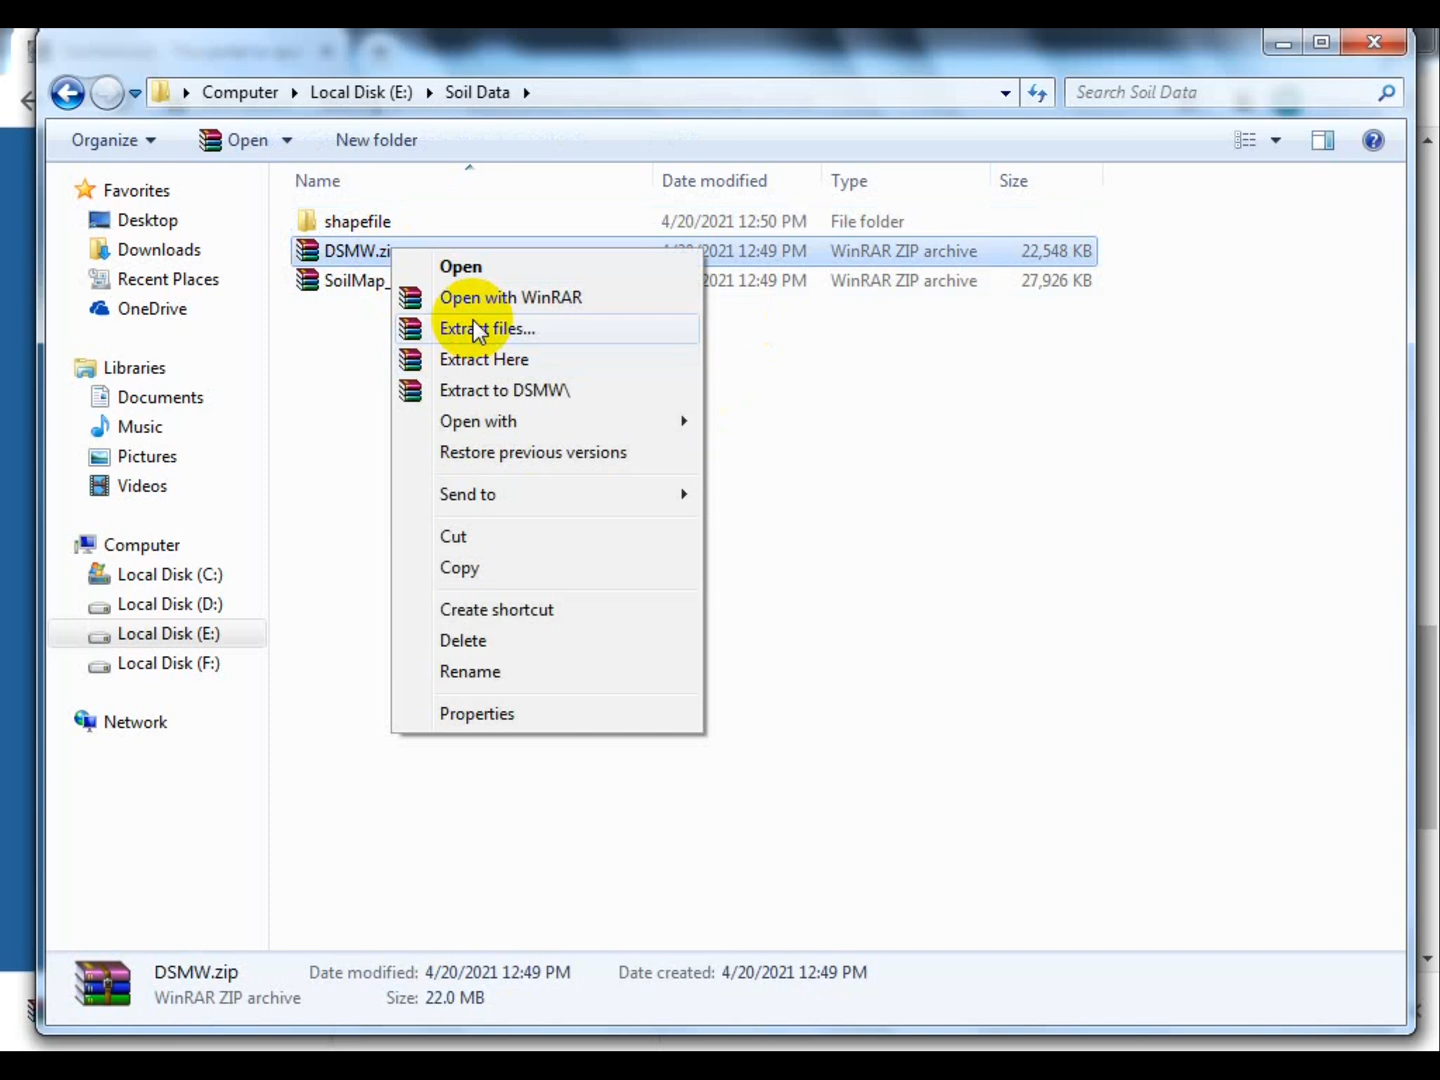 Computer Local Disk (E:) Soil Data
Search Soil Data
Organize Open New folder
Name Date modified Type Size
Favorites
Desktop
Downloads
Recent Places
OneDrive
Libraries
Documents
Music
Pictures
Videos
Computer
Local Disk (C:)
Local Disk (D:)
Local Disk (E:)
Local Disk (F:)
Network
shapefile 4/20/2021 12:50 PM File folder
DSMW.zi 2021 12:49 PM WinRAR ZIP archive 22,548 KB
SoilMap_ 2021 12:49 PM WinRAR ZIP archive 27,926 KB
Open
Open with WinRAR
Extract files...
Extract Here
Extract to DSMW\
Open with
Restore previous versions
Send to
Cut
Copy
Create shortcut
Delete
Rename
Properties
DSMW.zip Date modified: 4/20/2021 12:49 PM Date created: 4/20/2021 12:49 PM
WinRAR ZIP archive Size: 22.0 MB